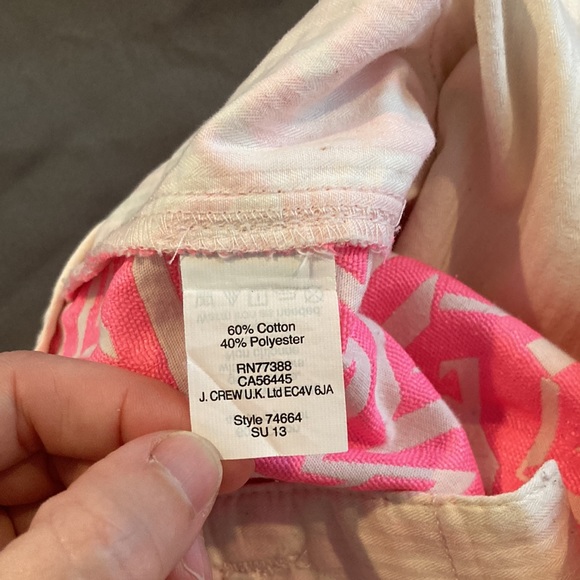 60% Cotton
40% Polyester
RN77388
CA56445
J. CREW U.K. Ltd EC4V 6JA
Style 74664
SU 13